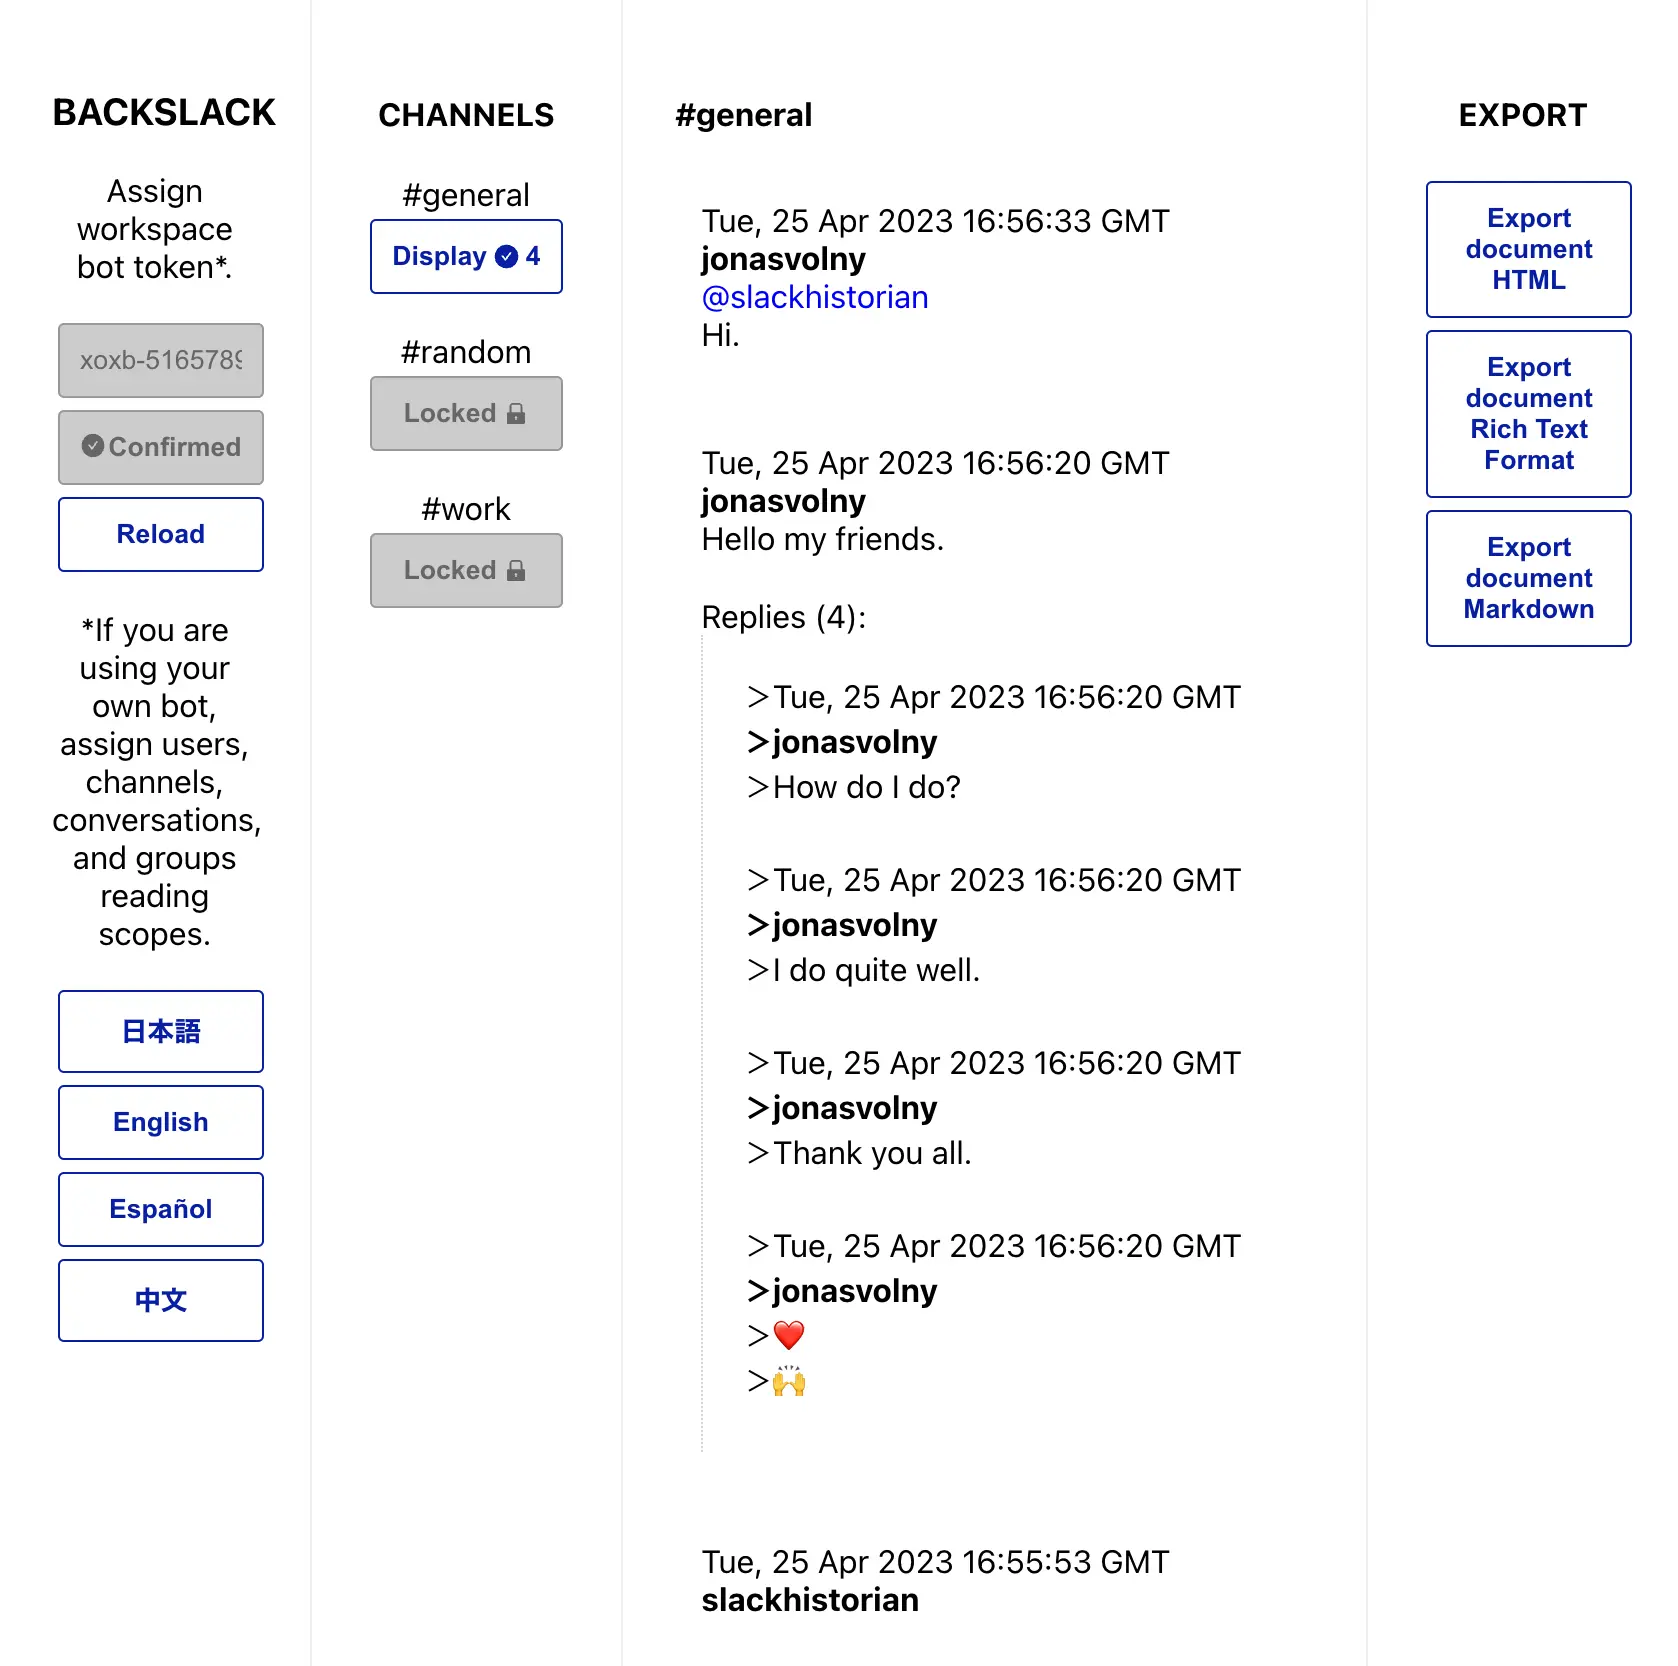 BACKSLACK
Assign
workspace
bot token*.
xoxb-5165789
Confirmed
Reload
*If you are
using your
own bot,
assign users,
channels,
conversations,
and groups
reading
scopes.
日本語
English
Español
中文
CHANNELS
#general
Display 4
#random
Locked
#work
Locked
#general
Tue, 25 Apr 2023 16:56:33 GMT
jonasvolny
@slackhistorian
Hi.
Tue, 25 Apr 2023 16:56:20 GMT
jonasvolny
Hello my friends.
Replies (4):
>Tue, 25 Apr 2023 16:56:20 GMT
>jonasvolny
>How do I do?
>Tue, 25 Apr 2023 16:56:20 GMT
>jonasvolny
>I do quite well.
>Tue, 25 Apr 2023 16:56:20 GMT
>jonasvolny
>Thank you all.
>Tue, 25 Apr 2023 16:56:20 GMT
>jonasvolny
>❤️
>🙌
Tue, 25 Apr 2023 16:55:53 GMT
slackhistorian
EXPORT
Export
document
HTML
Export
document
Rich Text
Format
Export
document
Markdown